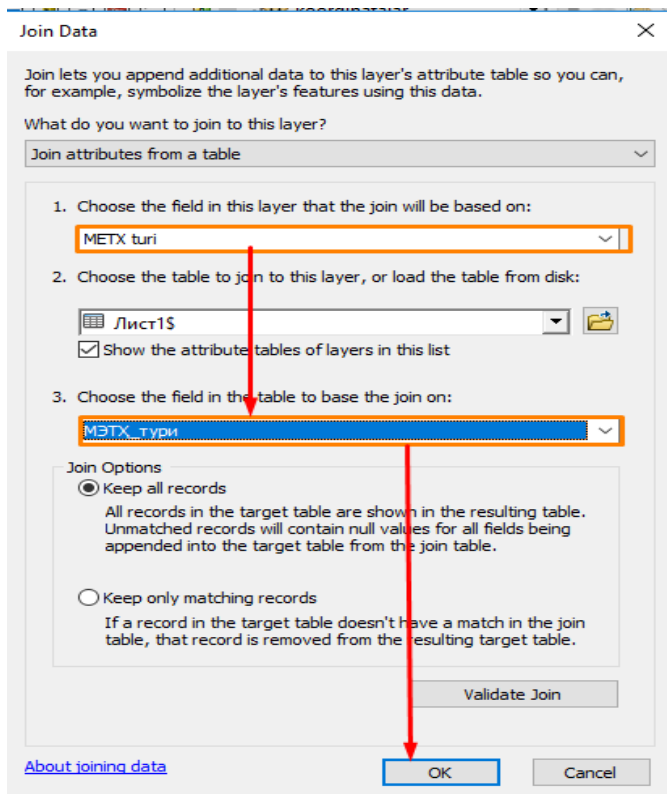 Join Data
Join lets you append additional data to this layer's attribute table so you can,
for example, symbolize the layer's features using this data.
What do you want to join to this layer?
Join attributes from a table
1. Choose the field in this layer that the join will be based on:
METX turi
2. Choose the table to join to this layer, or load the table from disk:
Лист1$
Show the attribute tables of layers in this list
3. Choose the field in the table to base the join on:
МЭТҲ_тури
Join Options
Keep all records
All records in the target table are shown in the resulting table.
Unmatched records will contain null values for all fields being
appended into the target table from the join table.
Keep only matching records
If a record in the target table doesn't have a match in the join
table, that record is removed from the resulting target table.
Validate Join
About joining data
OK
Cancel